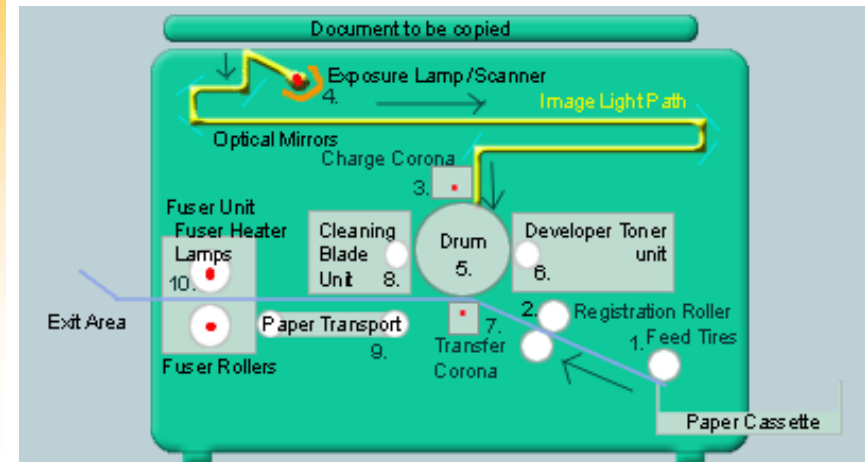 Document to be copied
Exposure Lamp/Scanner
4.
Image Light Path
Optical Mirrors
Charge Corona
3.
Fuser Unit
Fuser Heater
Lamps
10.
Cleaning
Blade
Unit 8.
Drum
5.
Developer Toner
unit
6.
2.
Registration Roller
1.
Feed Tires
Exit Area
Paper Transport
9.
7.
Transfer
Corona
Fuser Rollers
Paper Cassette